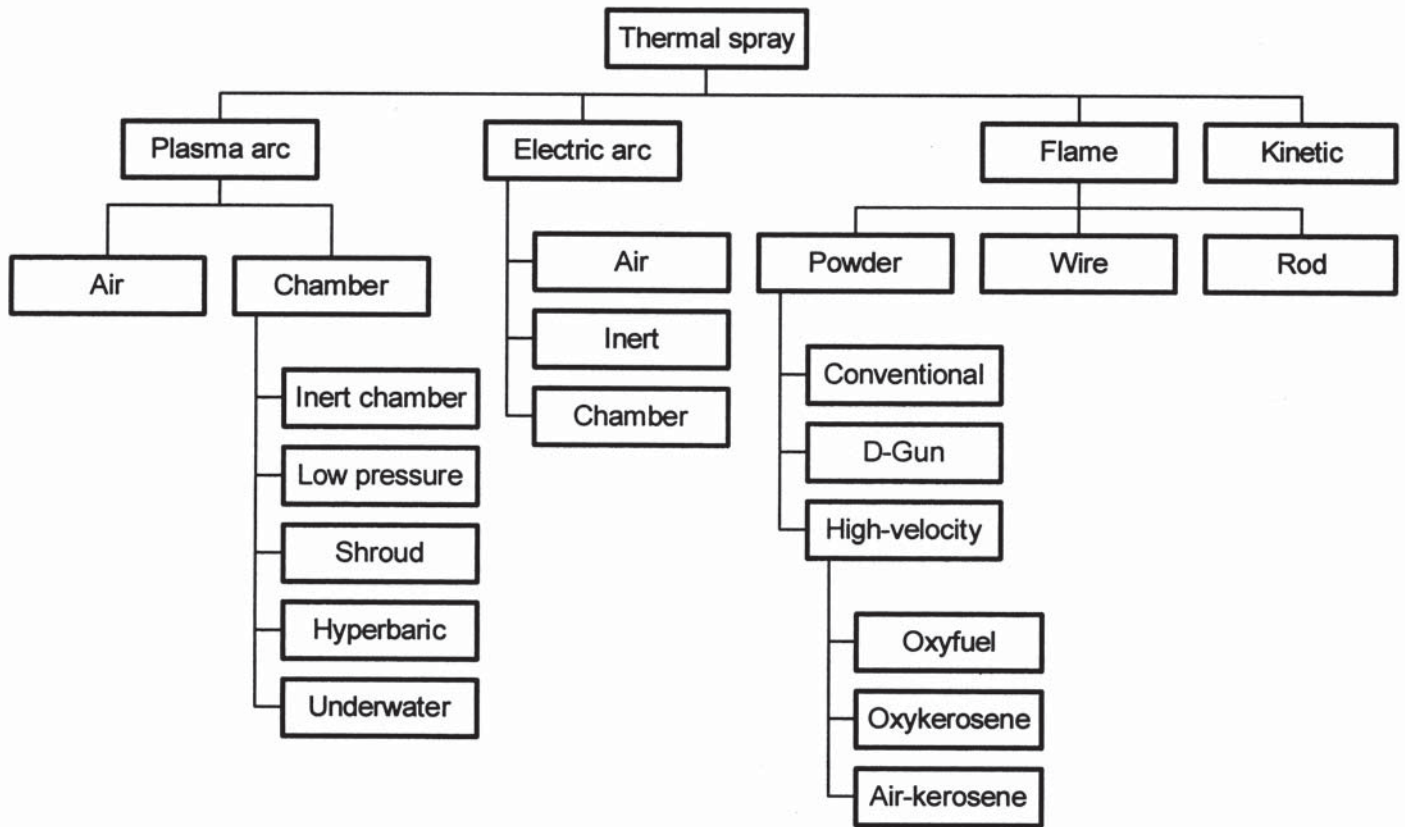 Thermal spray
Plasma arc
Electric arc
Flame
Kinetic
Air
Chamber
Inert chamber
Low pressure
Shroud
Hyperbaric
Underwater
Air
Inert
Chamber
Powder
Wire
Rod
Conventional
D-Gun
High-velocity
Oxyfuel
Oxykerosene
Air-kerosene